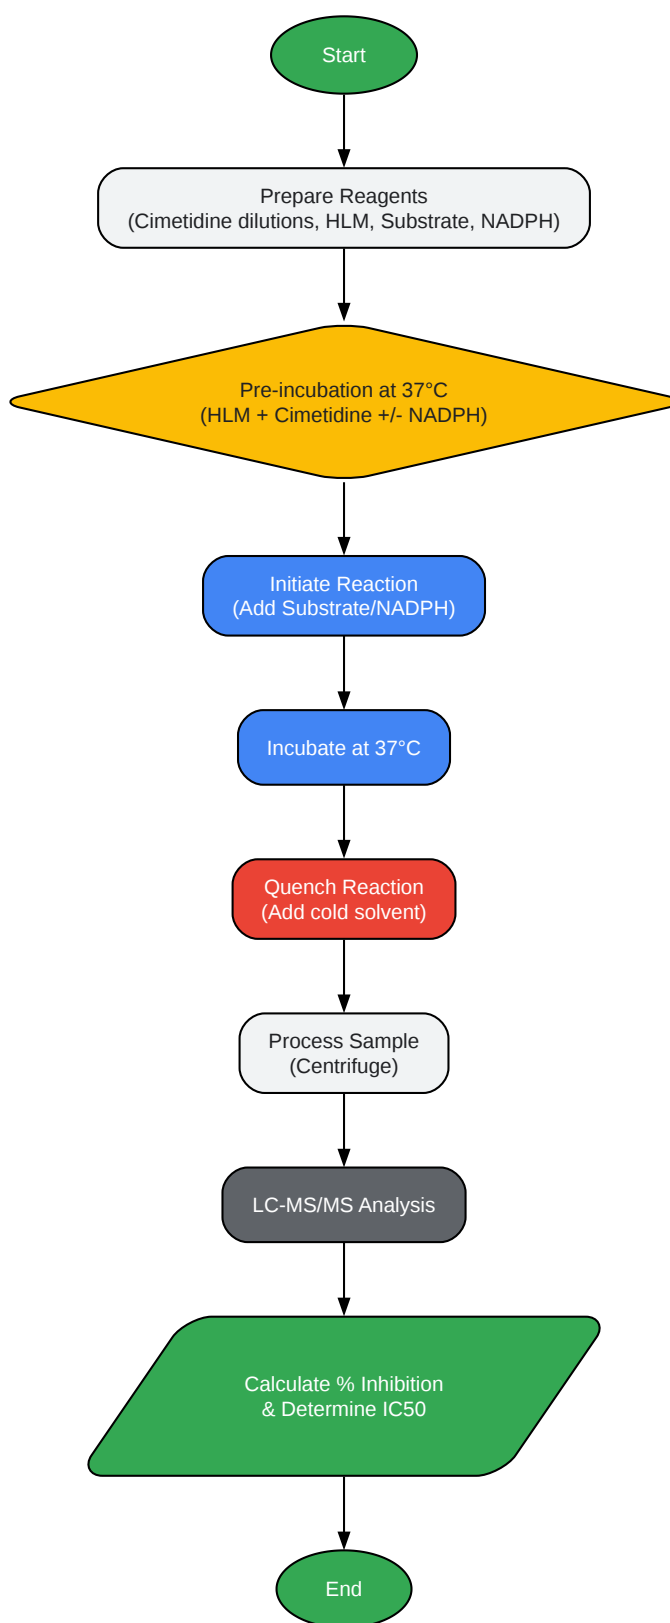 Start
Prepare Reagents
(Cimetidine dilutions, HLM, Substrate, NADPH)
Pre-incubation at 37°C
(HLM + Cimetidine +/- NADPH)
Initiate Reaction
(Add Substrate/NADPH)
Incubate at 37°C
Quench Reaction
(Add cold solvent)
Process Sample
(Centrifuge)
LC-MS/MS Analysis
Calculate % Inhibition
& Determine IC50
End